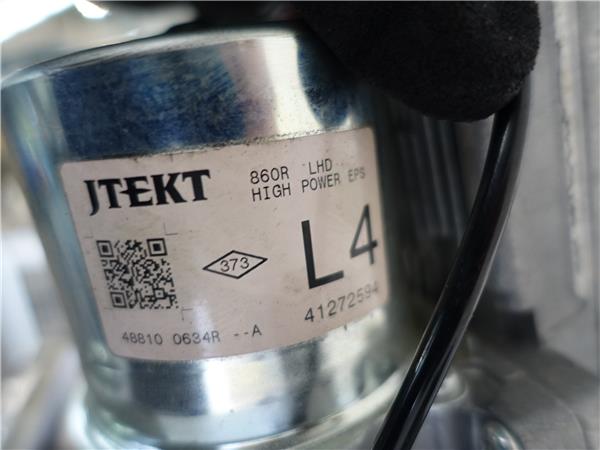 JTEKT
860R LHD
HIGH POWER EPS
373
L4
41272594
48810 0634R --A